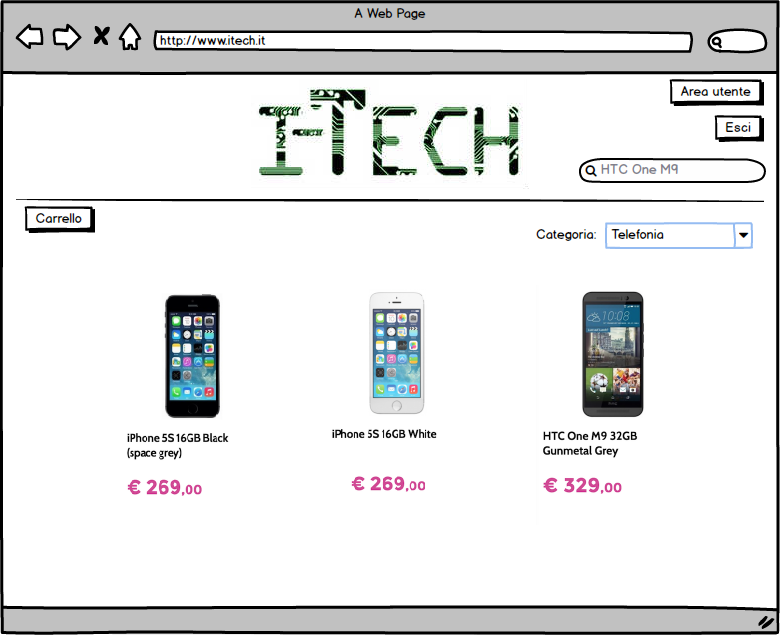 A Web Page
http://www.itech.it
I-TECH
Area utente
Esci
HTC One M9
Carrello
Categoria: Telefonia
iPhone 5S 16GB Black
(space grey)
€ 269,00
iPhone 5S 16GB White
€ 269,00
HTC One M9 32GB
Gunmetal Grey
€ 329,00